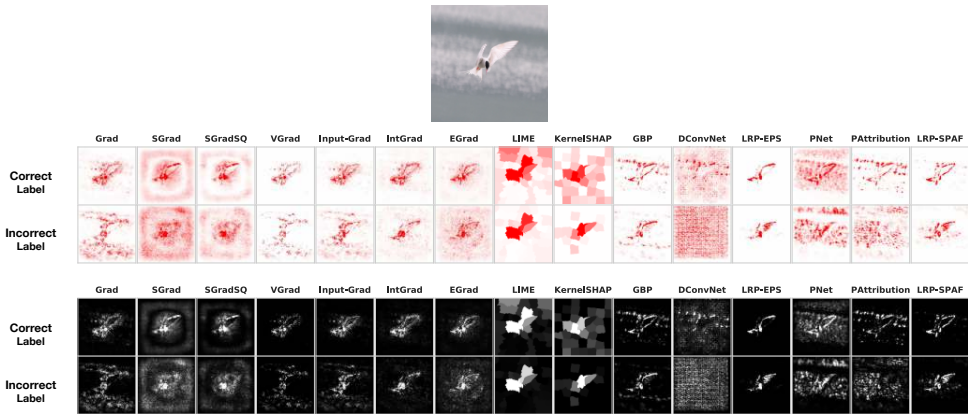 Grad SGrad SGradSQ VGrad Input-Grad IntGrad EGrad LIME KernelSHAP GBP DConvNet LRP-EPS PNet PAttribution LRP-SPAF
Correct
Label
Incorrect
Label
Grad SGrad SGradSQ VGrad Input-Grad IntGrad EGrad LIME KernelSHAP GBP DConvNet LRP-EPS PNet PAttribution LRP-SPAF
Correct
Label
Incorrect
Label